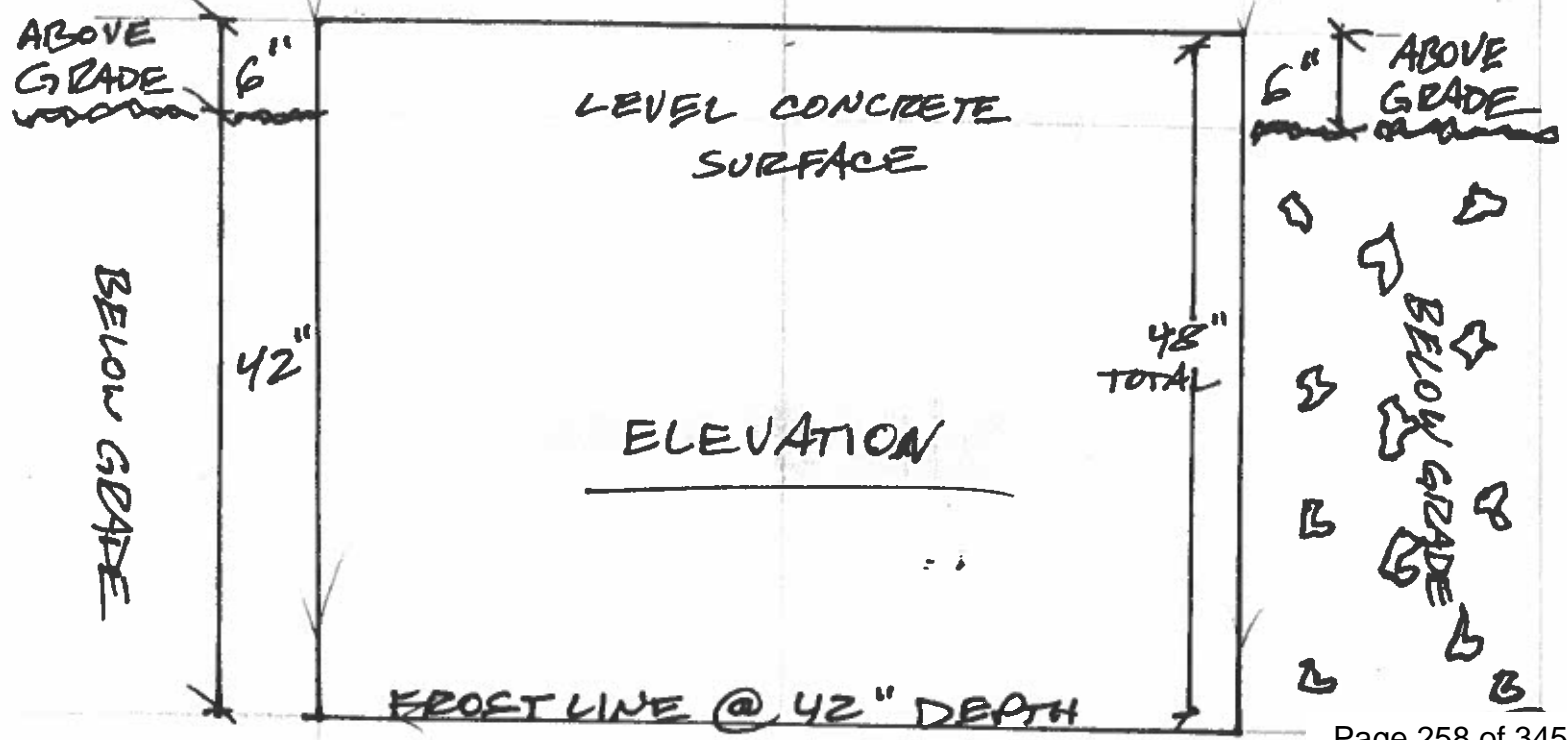 ABOVE
GRADE
6"
LEVEL CONCRETE
SURFACE
6"
ABOVE
GRADE
BELOW GRADE
42"
48"
TOTAL
BELOW GRADE
ELEVATION
FROST LINE @ 42" DEPTH
Page 258 of 345